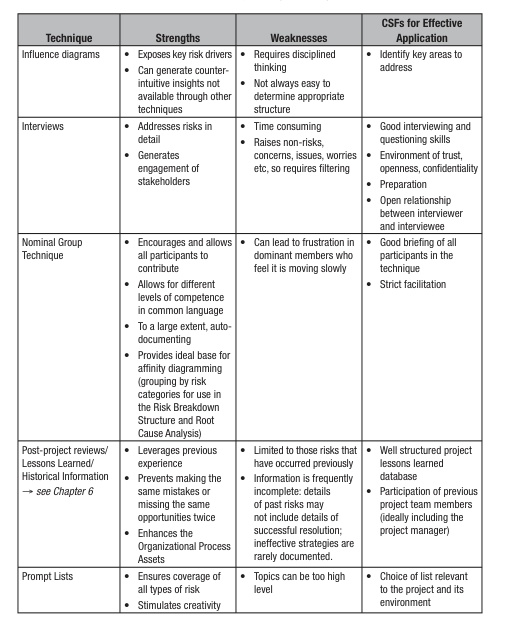 Technique
Strengths
Weaknesses
CSFs for Effective
Application
Influence diagrams
• Exposes key risk drivers
• Can generate counter-
intuitive insights not
available through other
techniques
• Requires disciplined
thinking
• Not always easy to
determine appropriate
structure
• Identify key areas to
address
Interviews
• Addresses risks in
detail
• Generates
engagement of
stakeholders
• Time consuming
• Raises non-risks,
concerns, issues, worries
etc, so requires filtering
• Good interviewing and
questioning skills
• Environment of trust,
openness, confidentiality
• Preparation
• Open relationship
between interviewer
and interviewee
Nominal Group
Technique
• Encourages and allows
all participants to
contribute
• Allows for different
levels of competence
in common language
• To a large extent, auto-
documenting
• Provides ideal base for
affinity diagramming
(grouping by risk
categories for use in
the Risk Breakdown
Structure and Root
Cause Analysis)
• Can lead to frustration in
dominant members who
feel it is moving slowly
• Good briefing of all
participants in the
technique
• Strict facilitation
Post-project reviews/
Lessons Learned/
Historical Information
→ see Chapter 6
• Leverages previous
experience
• Prevents making the
same mistakes or
missing the same
opportunities twice
• Enhances the
Organizational Process
Assets
• Limited to those risks that
have occurred previously
• Information is frequently
incomplete: details
of past risks may
not include details of
successful resolution;
ineffective strategies are
rarely documented.
• Well structured project
lessons learned
database
• Participation of previous
project team members
(ideally including the
project manager)
Prompt Lists
• Ensures coverage of
all types of risk
• Stimulates creativity
• Topics can be too high
level
• Choice of list relevant
to the project and its
environment